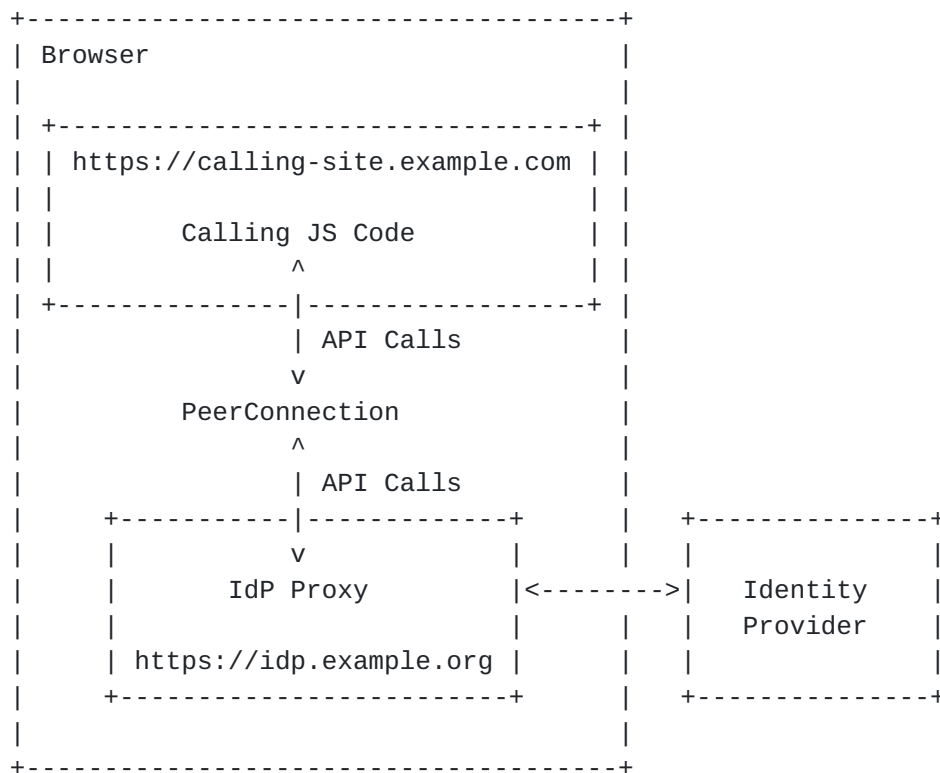 Browser
https://calling-site.example.com
Calling JS Code
API Calls
PeerConnection
API Calls
IdP Proxy
Identity
Provider
https://idp.example.org